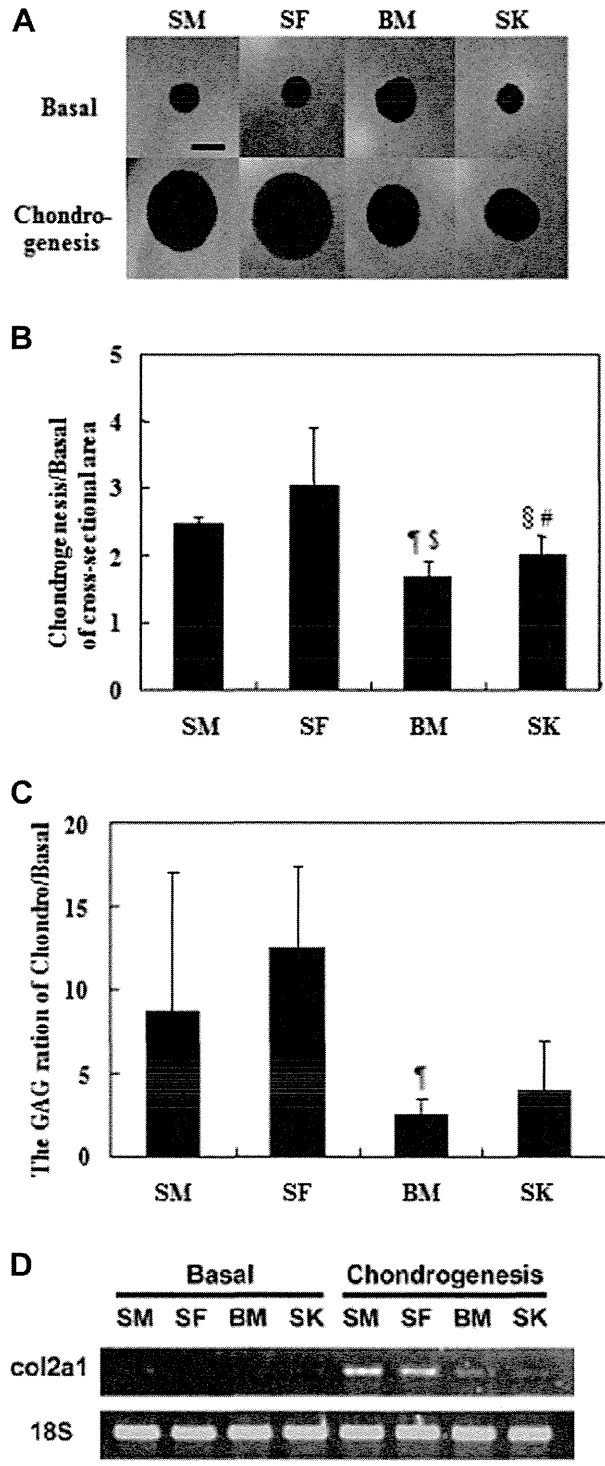 A
SM SF BM SK
Basal
Chondro-
genesis
B
Chondrogenesis/Basal
of cross-sectional area
5
4
3
2
1
0
¶ $
§ #
SM SF BM SK
C
The GAG ration of Chondro/Basal
20
15
10
5
0
¶
SM SF BM SK
D
Basal Chondrogenesis
SM SF BM SK SM SF BM SK
col2a1
18S